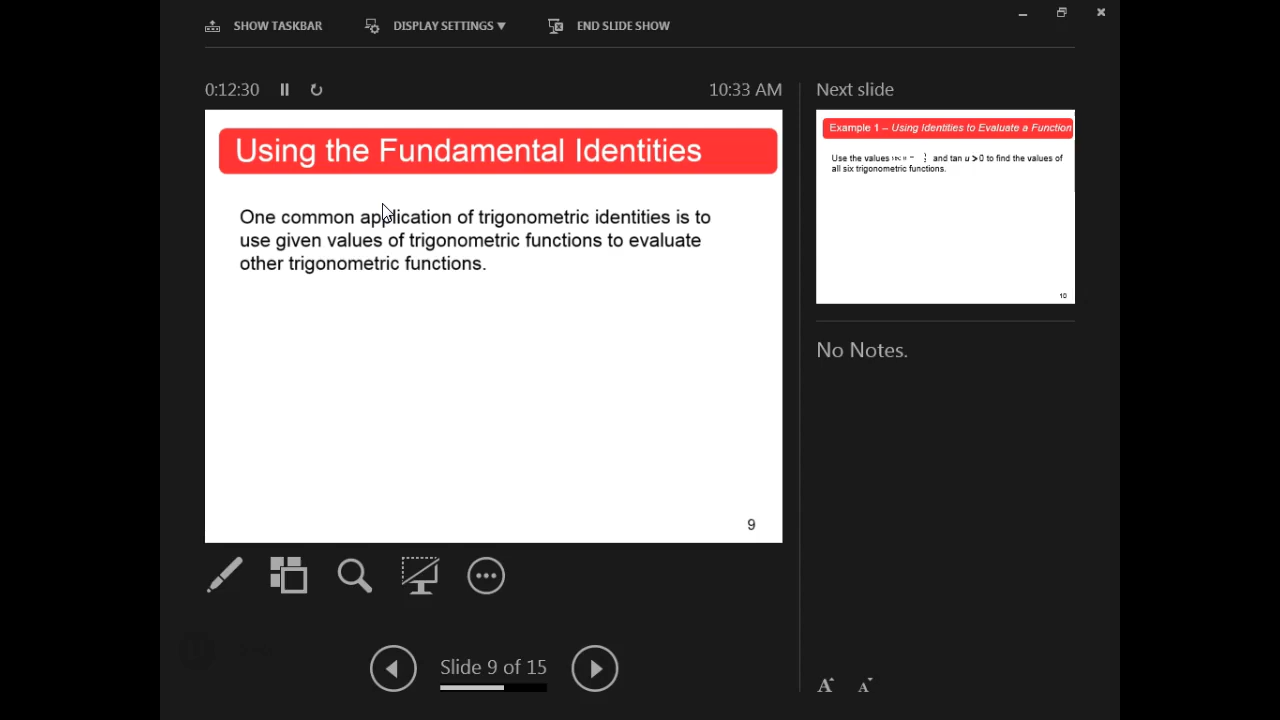 SHOW TASKBAR
DISPLAY SETTINGS ▼
END SLIDE SHOW
0:12:30
10:33 AM
Next slide
Using the Fundamental Identities
One common application of trigonometric identities is to
use given values of trigonometric functions to evaluate
other trigonometric functions.
9
Example 1 – Using Identities to Evaluate a Function
Use the values and tan u > 0 to find the values of
all six trigonometric functions.
10
No Notes.
Slide 9 of 15
A A